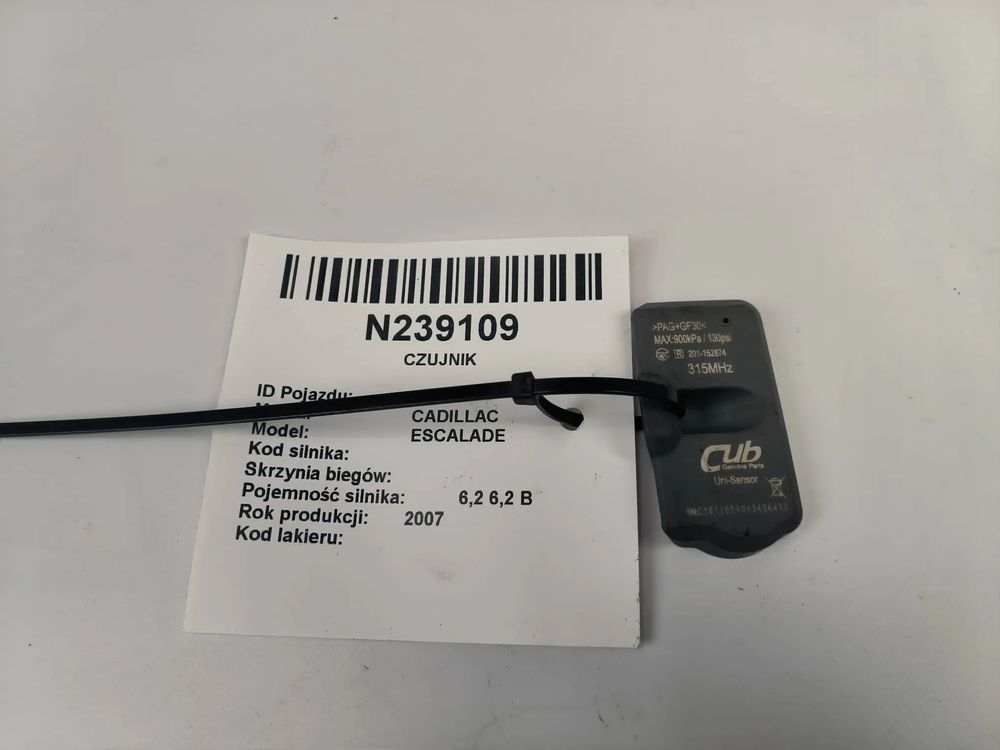 N239109
CZUJNIK
ID Pojazdu:
CADILLAC
Model: ESCALADE
Kod silnika:
Skrzynia biegów:
Pojemność silnika: 6,2 6,2 B
Rok produkcji: 2007
Kod lakieru:
>PAG+GF30<
MAX:900kPa / 130psi
R 201-152874
315MHz
Cub
Genuine Parts
Uni-Sensor